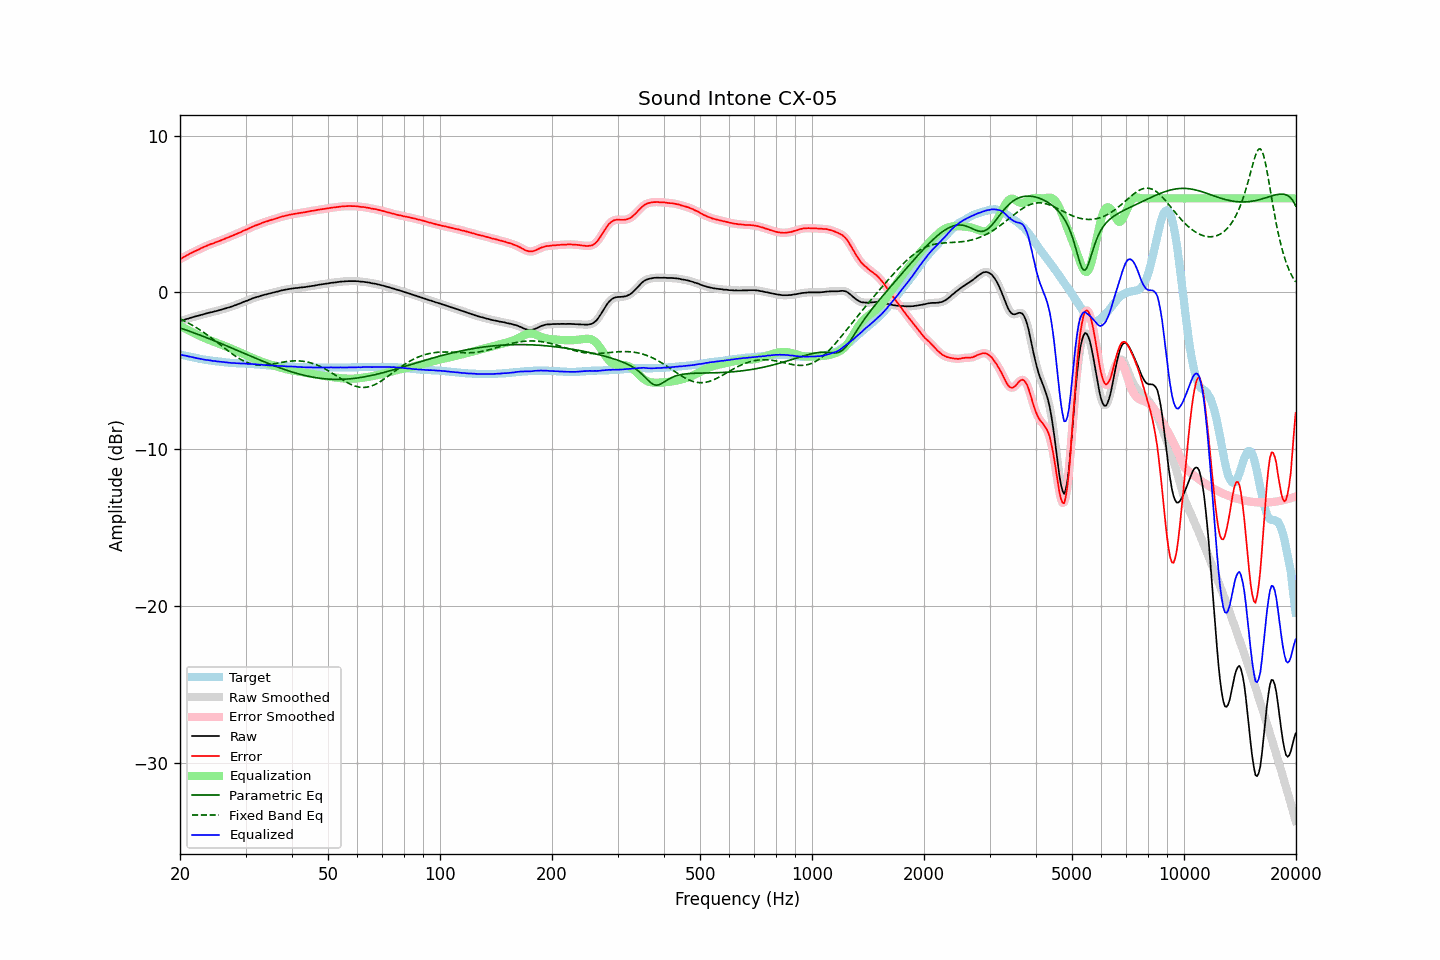 Sound Intone CX-05
10
0
−10
−20
−30
Amplitude (dBr)
20
50
100
200
500
1000
2000
5000
10000
20000
Frequency (Hz)
Target
Raw Smoothed
Error Smoothed
Raw
Error
Equalization
Parametric Eq
Fixed Band Eq
Equalized